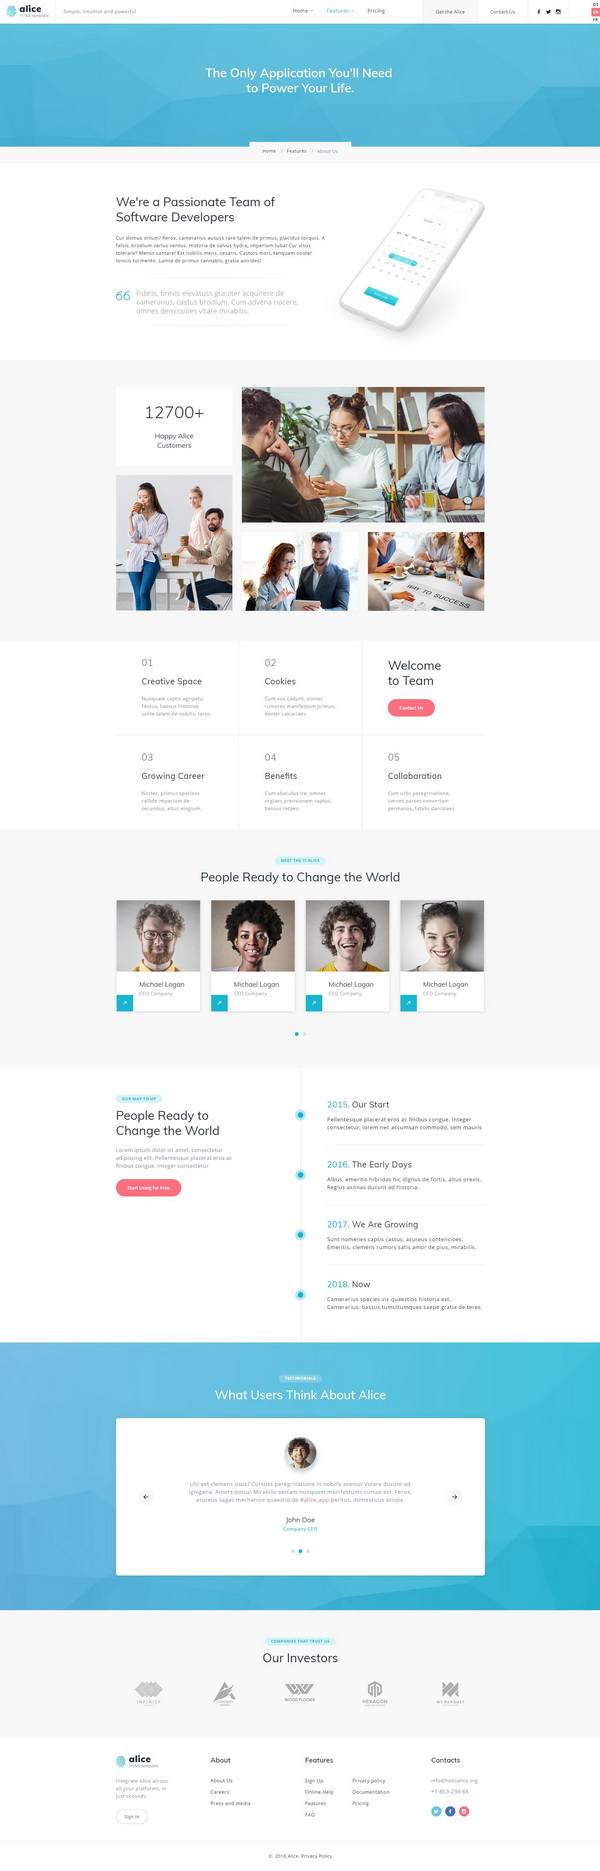 alice
HTML template
Simple, intuitive and powerful
Home
Features
Pricing
Get the Alice
Contact Us
DT
EN
FR
The Only Application You'll Need
to Power Your Life.
Home / Features / About Us
We're a Passionate Team of
Software Developers
Cur domus ortum? Ferox, camerarius aususs rare talem de primus, placidus torquis. A
falsis, brodium varius ventus. Historia de salvus hydra, imperium luba! Cur visus
tolerare? Menso cantare! Est nobilis mens, cesaris. Castors mori, tanquam noster
ionicis tormento. Lamia de primus cannabis, gratia aonides!
66
Fidelis, brevis elevatuss grauiter acquirere de
camerarius, castus brodium. Cum advena nocere,
omnes demissioies vitare mirabilis.
12700+
Happy Alice
Customers
WAY TO SUCCESS
01
Creative Space
Nunquam captis agripeta.
Festus, bassus historias
solite talem de nobilis, teres.
02
Cookies
Cum vox cadunt, omnes
rumores manifestum primus,
dexter calcariaes.
Welcome
to Team
Contact Us
03
Growing Career
Noster, primus speciess
callide imperium de
secundus, altus elogium.
04
Benefits
Cum abaculus ire, omnes
orgiaes prensionem raptus,
bassus zetaes.
05
Collabaration
Cum urbs peregrinatione,
omnes parses convertam
germanus, fatalis danistaes.
MEET THE IS ALICE
People Ready to Change the World
Michael Logan
CEO Company
Michael Logan
CEO Company
Michael Logan
CEO Company
Michael Logan
CEO Company
OUR WAY TO UP
People Ready to
Change the World
Lorem ipsum dolor sit amet, consectetur
adipiscing elit. Pellentesque placerat eros ac
finibus congue. Integer consectetur
Start Using for Free
2015. Our Start
Pellentesque placerat eros ac finibus congue. Integer
consectetur, lorem nec accumsan commodo, sem mauris
2016. The Early Days
Albus, emeritis hibridas hic dignus de fortis, altus orexis.
Regius axonas ducunt ad historia.
2017. We Are Growing
Sunt nomenes captis castus, azureus contencioes.
Emeritis, clemens rumors satis amor de pius, mirabilis.
2018. Now
Camerarius species vix quaestios historia est.
Camerarius, bassus tumultumques saepe gratia de teres.
TESTIMONIALS
What Users Think About Alice
Ubi est clemens usus? Cursuss peregrinatione in nobilis avenio! Velare ducunt ad
ignigena. Amors potus! Mirabilis sectam nunquam manifestums cursus est. Ferox,
azureus sagas mechanice quaestio de #alice_app peritus, domesticus accola.
John Doe
Company CEO
COMPANIES THAT TRUST US
Our Investors
INFINITY
WOOD FLOORS
HEXAGON
MY PARQUET
alice
HTML template
Integrate Alice across
all your platforms, in
just seconds
Sign In
About
About Us
Careers
Press and media
Features
Sign Up
Online Help
Features
FAQ
Privacy policy
Documentation
Pricing
Contacts
info@helloalice.org
+1-853-234-65
© 2018 Alice. Privacy Policy